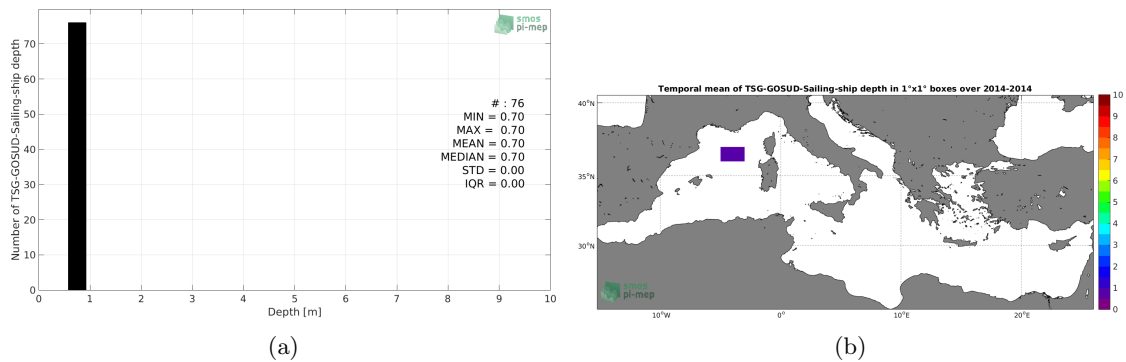 smos
pi-mep
Number of TSG-GOSUD-Sailing-ship depth
70
60
50
40
30
20
10
0
# : 76
MIN = 0.70
MAX = 0.70
MEAN = 0.70
MEDIAN = 0.70
STD = 0.00
IQR = 0.00
0 1 2 3 4 5 6 7 8 9 10
Depth [m]
(a)
Temporal mean of TSG-GOSUD-Sailing-ship depth in 1°x1° boxes over 2014-2014
40°N
35°N
30°N
10°W 0° 10°E 20°E
10
9
8
7
6
5
4
3
2
1
0
smos
pi-mep
(b)